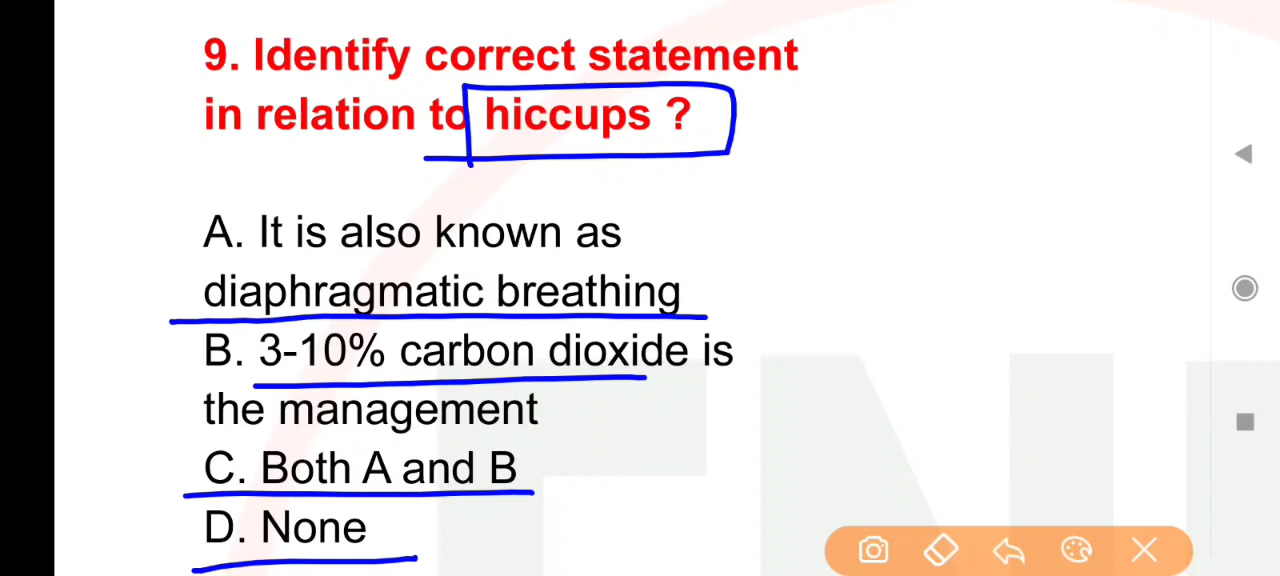 9. Identify correct statement
in relation to hiccups ?
A. It is also known as
diaphragmatic breathing
B. 3-10% carbon dioxide is
the management
C. Both A and B
D. None